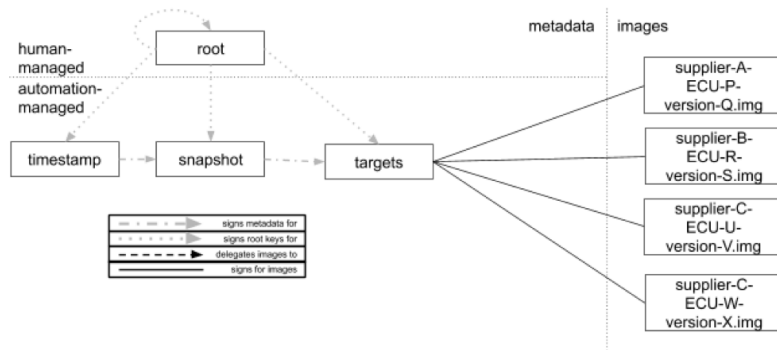 metadata
images
human-
managed
automation-
managed
root
timestamp
snapshot
targets
supplier-A-
ECU-P-
version-Q.img
supplier-B-
ECU-R-
version-S.img
supplier-C-
ECU-U-
version-V.img
supplier-C-
ECU-W-
version-X.img
signs metadata for
signs root keys for
delegates images to
signs for images